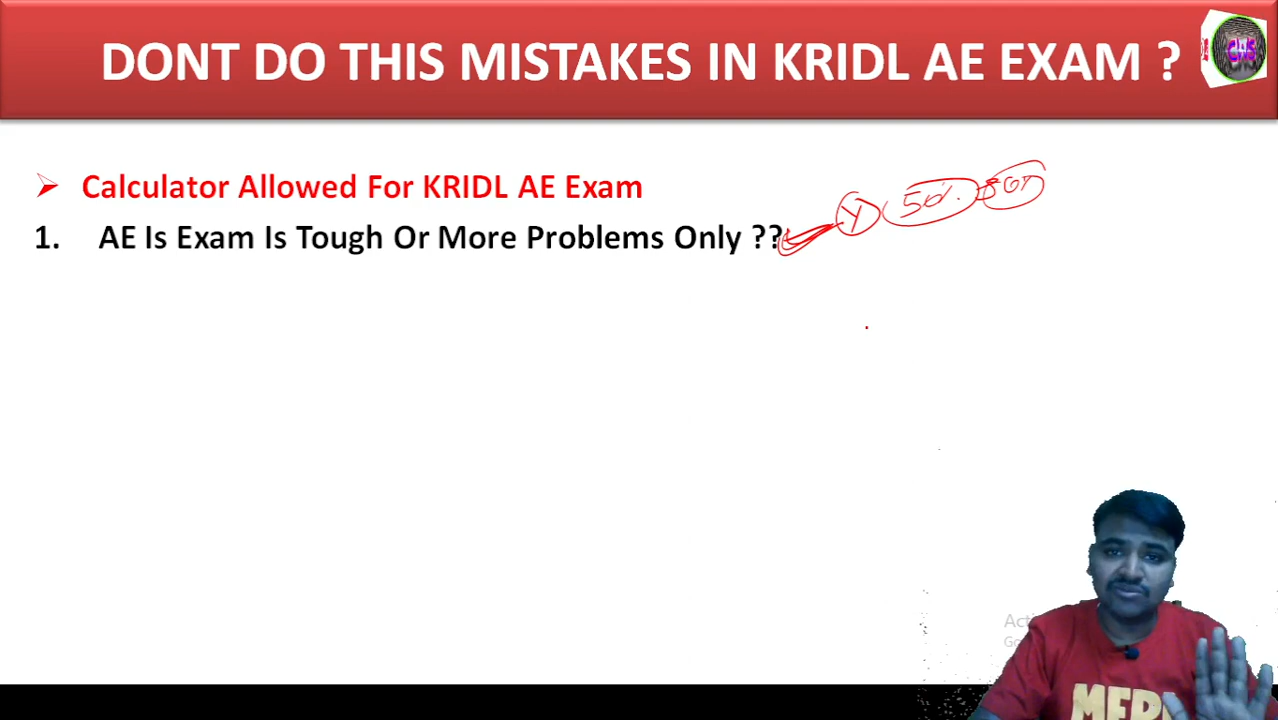 DONT DO THIS MISTAKES IN KRIDL AE EXAM ?
➢ Calculator Allowed For KRIDL AE Exam
1. AE Is Exam Is Tough Or More Problems Only ??
Y